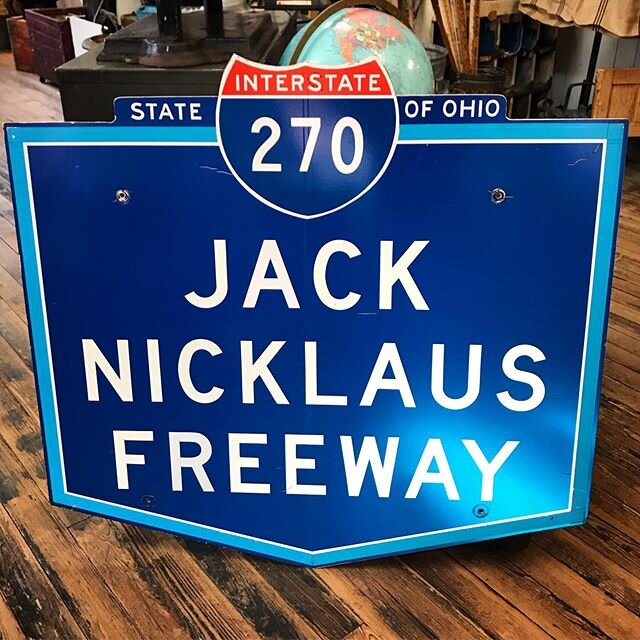 INTERSTATE
STATE 270 OF OHIO
JACK
NICKLAUS
FREEWAY